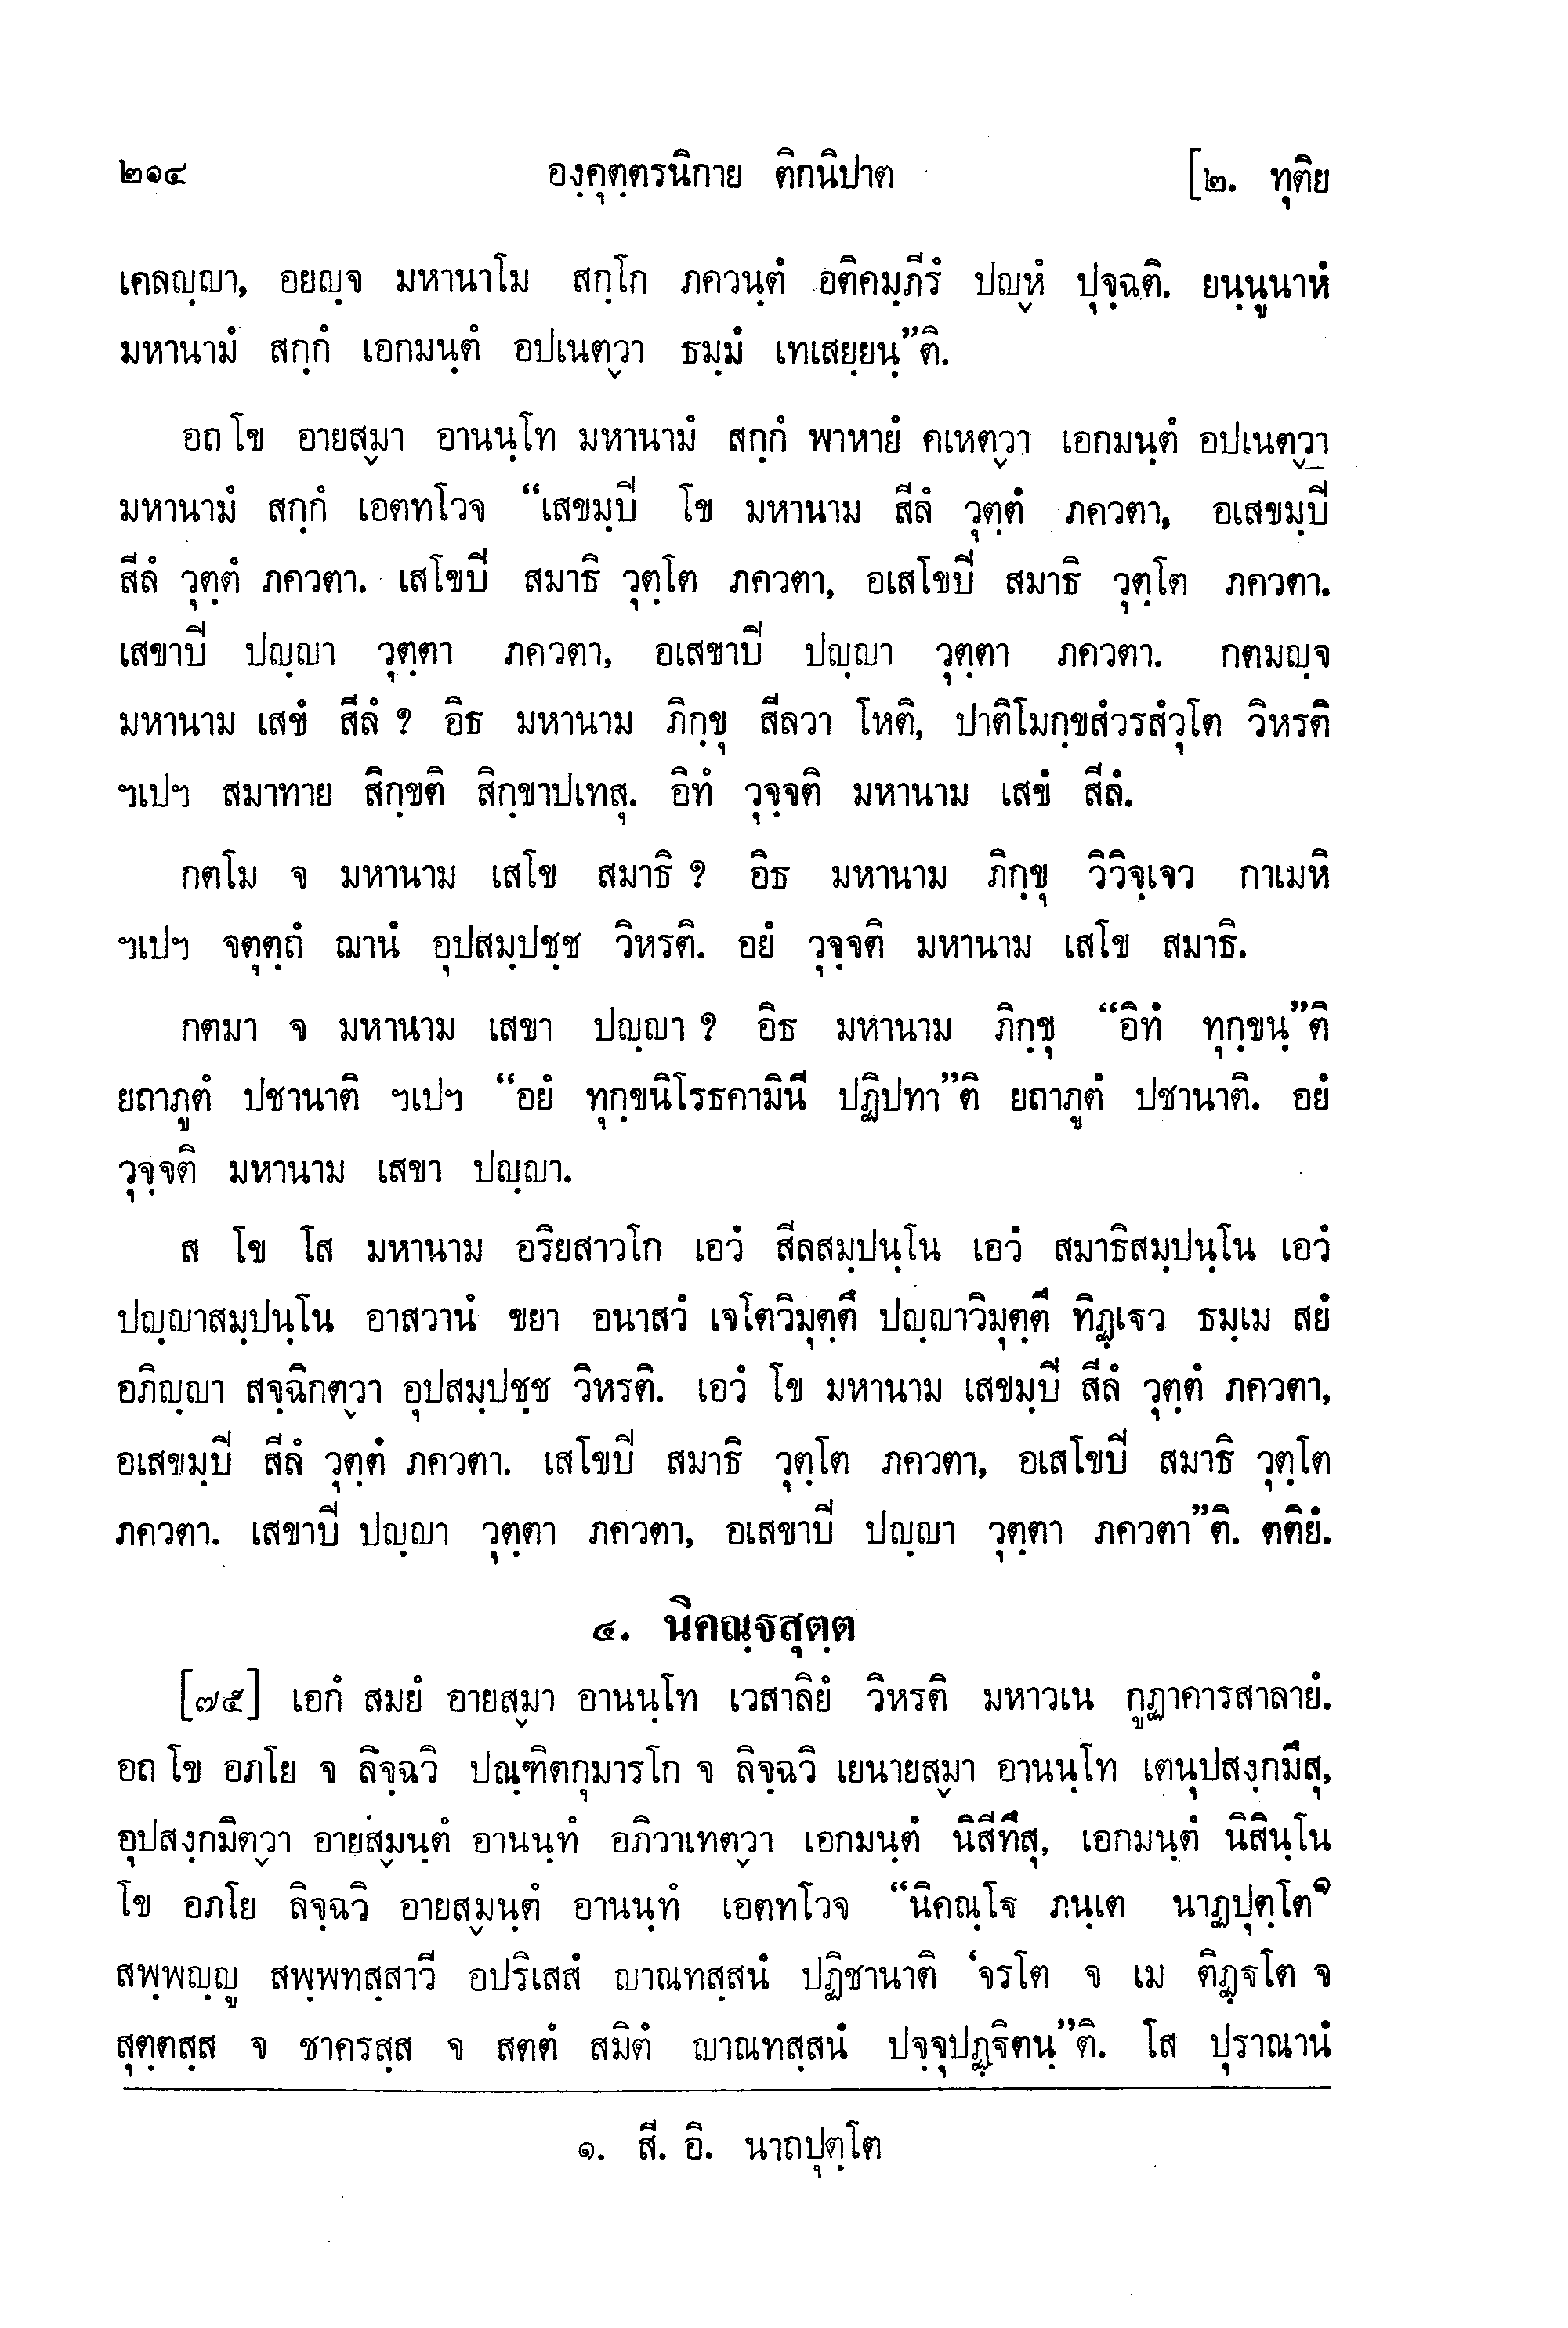 ๒๑๔ องฺคุตฺตรนิกาย ติกนิปาต [๒. ทุติย
เคลญฺญา, อยญฺจ มหานาโม สกฺโก ภควนฺตํ อติคมฺภีรํ ปญฺหํ ปุจฺฉติ. ยนฺนูนาหํ
มหานามํ สกฺกํ เอกมนฺตํ อปเนตฺวา ธมฺมํ เทเสยฺยนฺ”ติ.
อถ โข อายสฺมา อานนฺโท มหานามํ สกฺกํ พาหายํ คเหตฺวา เอกมนฺตํ อปเนตฺวา
มหานามํ สกฺกํ เอตทโวจ “เสขมฺปิ โข มหานาม สีลํ วุตฺตํ ภควตา, อเสขมฺปิ
สีลํ วุตฺตํ ภควตา. เสโขปิ สมาธิ วุตฺโต ภควตา, อเสโขปิ สมาธิ วุตฺโต ภควตา.
เสขาปิ ปญฺญา วุตฺตา ภควตา, อเสขาปิ ปญฺญา วุตฺตา ภควตา. กตมญฺจ
มหานาม เสขํ สีลํ ? อิธ มหานาม ภิกฺขุ สีลวา โหติ, ปาติโมกฺขสํวรสํวุโต วิหรติ
ฯเปฯ สมาทาย สิกฺขติ สิกฺขาปเทสุ. อิทํ วุจฺจติ มหานาม เสขํ สีลํ.
กตโม จ มหานาม เสโข สมาธิ ? อิธ มหานาม ภิกฺขุ วิวิจฺเจว กาเมหิ
ฯเปฯ จตุตฺถํ ฌานํ อุปสมฺปชฺช วิหรติ. อยํ วุจฺจติ มหานาม เสโข สมาธิ.
กตมา จ มหานาม เสขา ปญฺญา ? อิธ มหานาม ภิกฺขุ “อิทํ ทุกฺขนฺ”ติ
ยถาภูตํ ปชานาติ ฯเปฯ “อยํ ทุกฺขนิโรธคามินี ปฏิปทา”ติ ยถาภูตํ ปชานาติ. อยํ
วุจฺจติ มหานาม เสขา ปญฺญา.
ส โข โส มหานาม อริยสาวโก เอวํ สีลสมฺปนฺโน เอวํ สมาธิสมฺปนฺโน เอวํ
ปญฺญาสมฺปนฺโน อาสวานํ ขยา อนาสวํ เจโตวิมุตฺตึ ปญฺญาวิมุตฺตึ ทิฏฺเฐว ธมฺเม สยํ
อภิญฺญา สจฺฉิกตฺวา อุปสมฺปชฺช วิหรติ. เอวํ โข มหานาม เสขมฺปิ สีลํ วุตฺตํ ภควตา,
อเสขมฺปิ สีลํ วุตฺตํ ภควตา. เสโขปิ สมาธิ วุตฺโต ภควตา, อเสโขปิ สมาธิ วุตฺโต
ภควตา. เสขาปิ ปญฺญา วุตฺตา ภควตา, อเสขาปิ ปญฺญา วุตฺตา ภควตา”ติ. ตติยํ.
๔. นิคณฺฐสุตฺต
[๗๕] เอกํ สมยํ อายสฺมา อานนฺโท เวสาลิยํ วิหรติ มหาวเน กูฏาคารสาลายํ.
อถ โข อภโย จ ลิจฺฉวิ ปณฺฑิตกุมารโก จ ลิจฺฉวิ เยนายสฺมา อานนฺโท เตนุปสงฺกมึสุ,
อุปสงฺกมิตฺวา อายสฺมนฺตํ อานนฺทํ อภิวาเทตฺวา เอกมนฺตํ นิสีทึสุ, เอกมนฺตํ นิสินฺโน
โข อภโย ลิจฺฉวิ อายสฺมนฺตํ อานนฺทํ เอตทโวจ “นิคณฺโฐ ภนฺเต นาฏปุตฺโต๑
สพฺพญฺญู สพฺพทสฺสาวี อปริเสสํ ญาณทสฺสนํ ปฏิชานาติ ‘จรโต จ เม ติฏฺฐโต จ
สุตฺตสฺส จ ชาครสฺส จ สตตํ สมิตํ ญาณทสฺสนํ ปจฺจุปฏฺฐิตนฺ”ติ. โส ปุราณานํ
๑. สี. อิ. นาถปุตฺโต